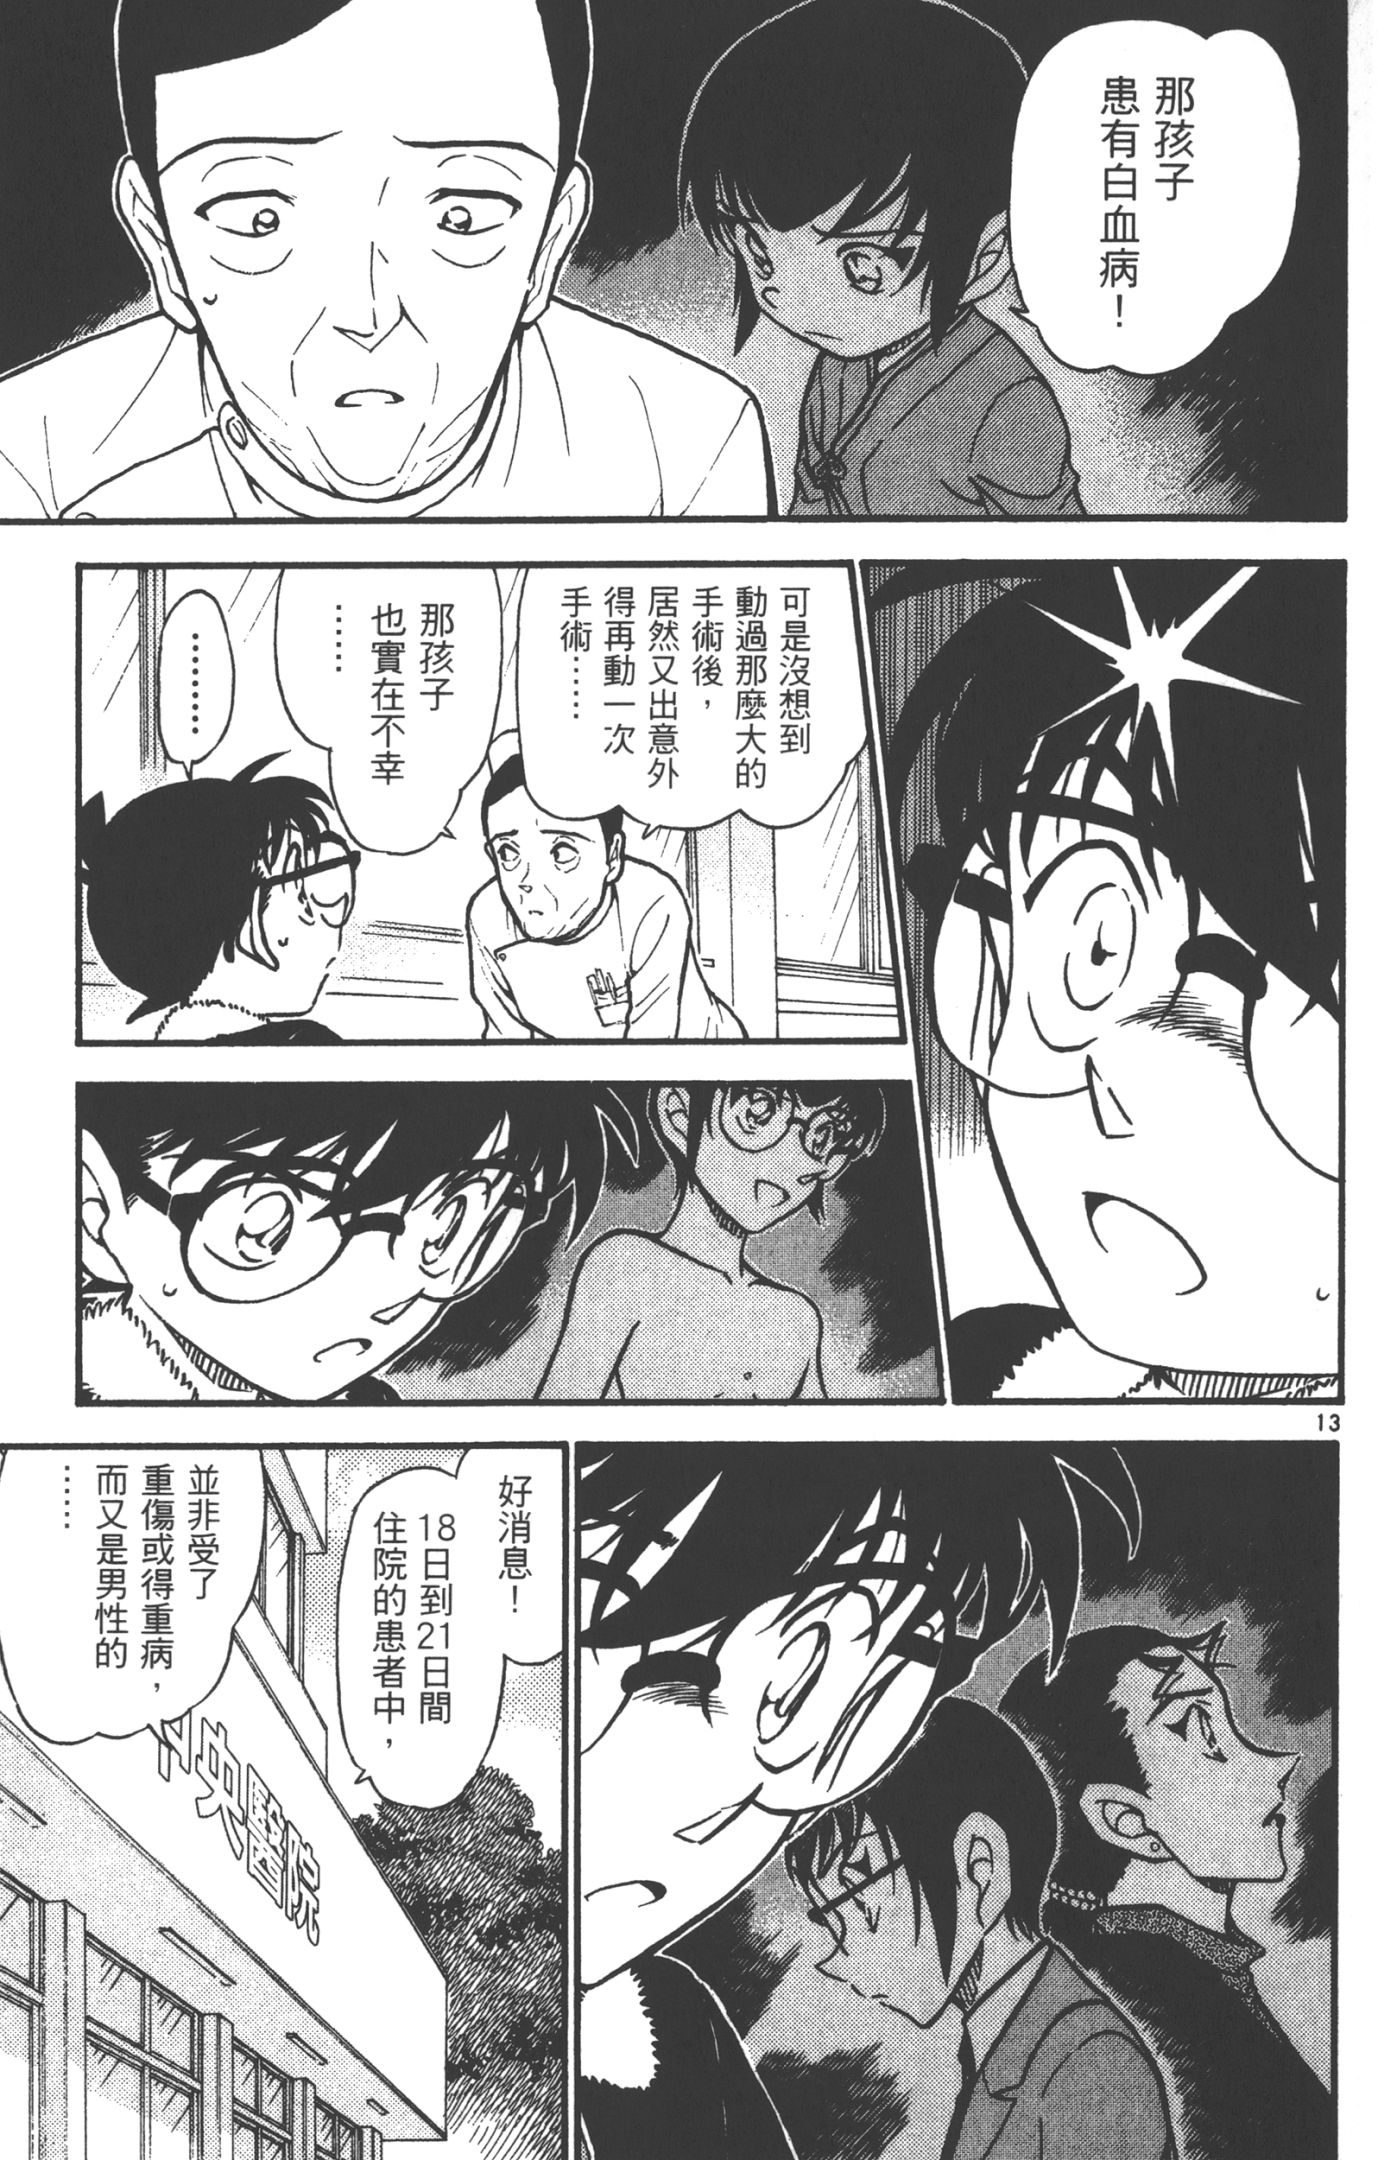 那孩子
患有白血病！
可是沒想到
動過那麼大的
手術後，
居然又出意外
得再動一次
手術……
那孩子
也實在不幸
……
………
13
好消息！
18日到21日間
住院的患者中，
並非受了
重傷或得重病，
而又是男性的
……
中央醫院